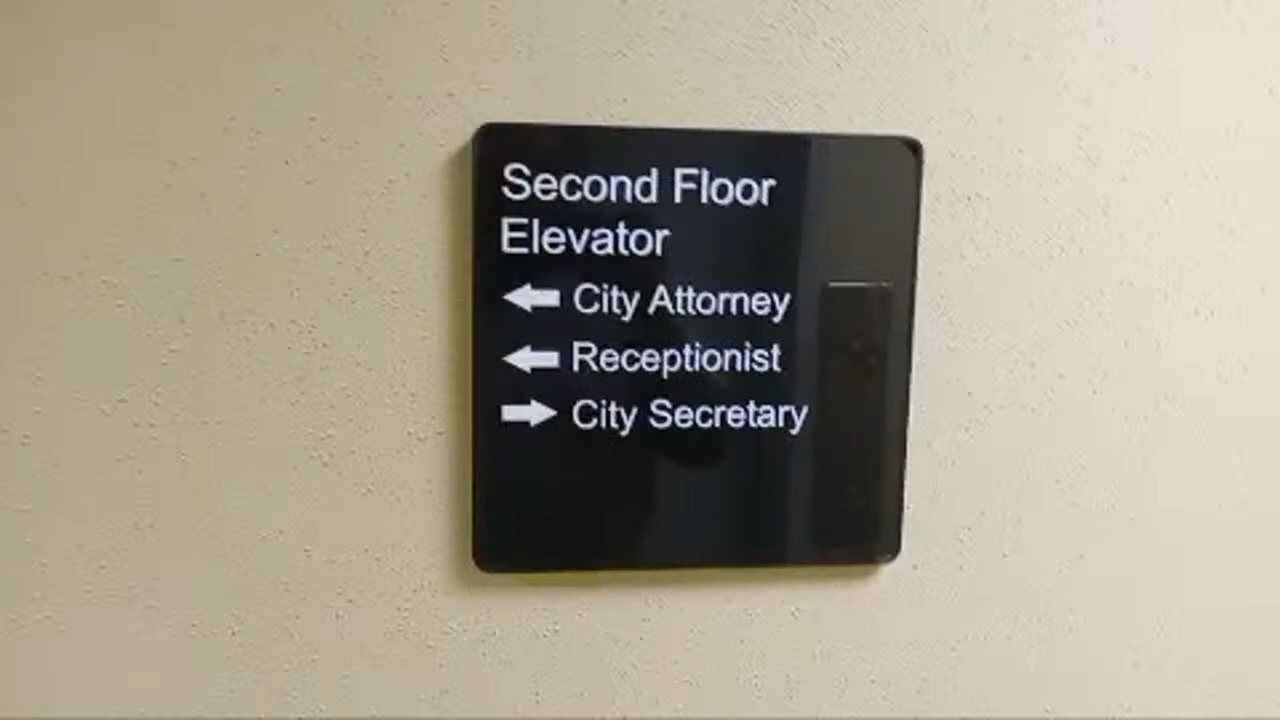 Second Floor
Elevator
← City Attorney
← Receptionist
→ City Secretary